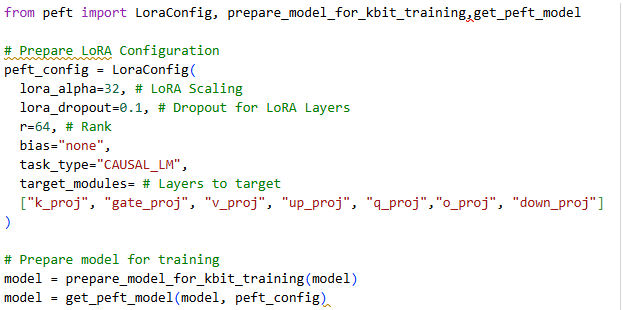 from peft import LoraConfig, prepare_model_for_kbit_training,get_peft_model
# Prepare LoRA Configuration
peft_config = LoraConfig(
  lora_alpha=32, # LoRA Scaling
  lora_dropout=0.1, # Dropout for LoRA Layers
  r=64, # Rank
  bias="none",
  task_type="CAUSAL_LM",
  target_modules= # Layers to target
  ["k_proj", "gate_proj", "v_proj", "up_proj", "q_proj","o_proj", "down_proj"]
)
# Prepare model for training
model = prepare_model_for_kbit_training(model)
model = get_peft_model(model, peft_config)